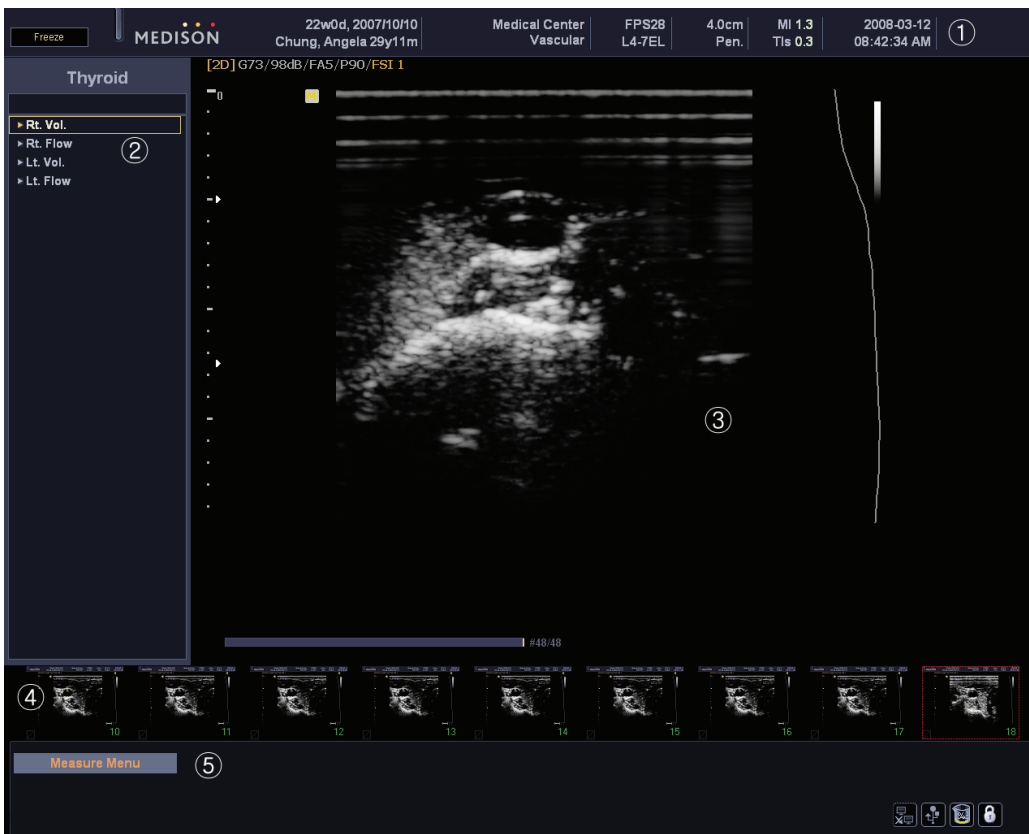 Freeze
MEDISON
22w0d, 2007/10/10
Chung, Angela 29y11m
Medical Center
Vascular
FPS28
L4-7EL
4.0cm
Pen.
MI 1.3
TIs 0.3
2008-03-12
08:42:34 AM
①
Thyroid
Rt. Vol.
Rt. Flow
Lt. Vol.
Lt. Flow
②
[2D] G73/98dB/FA5/P90/FSI 1
0
③
#48/48
④
10
11
12
13
14
15
16
17
18
Measure Menu
⑤